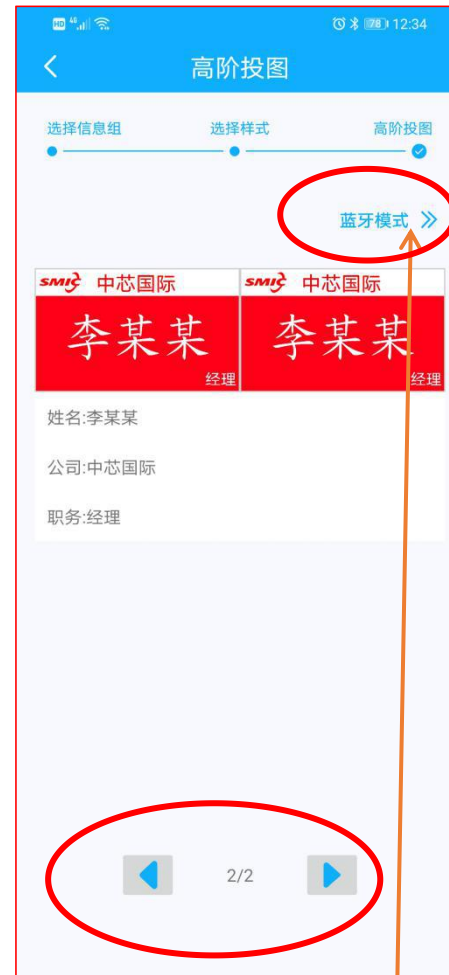 HD 4G 78 12:34
高阶投图
选择信息组 选择样式 高阶投图
蓝牙模式
SMIC 中芯国际 SMIC 中芯国际
李某某 李某某
经理 经理
姓名:李某某
公司:中芯国际
职务:经理
2/2